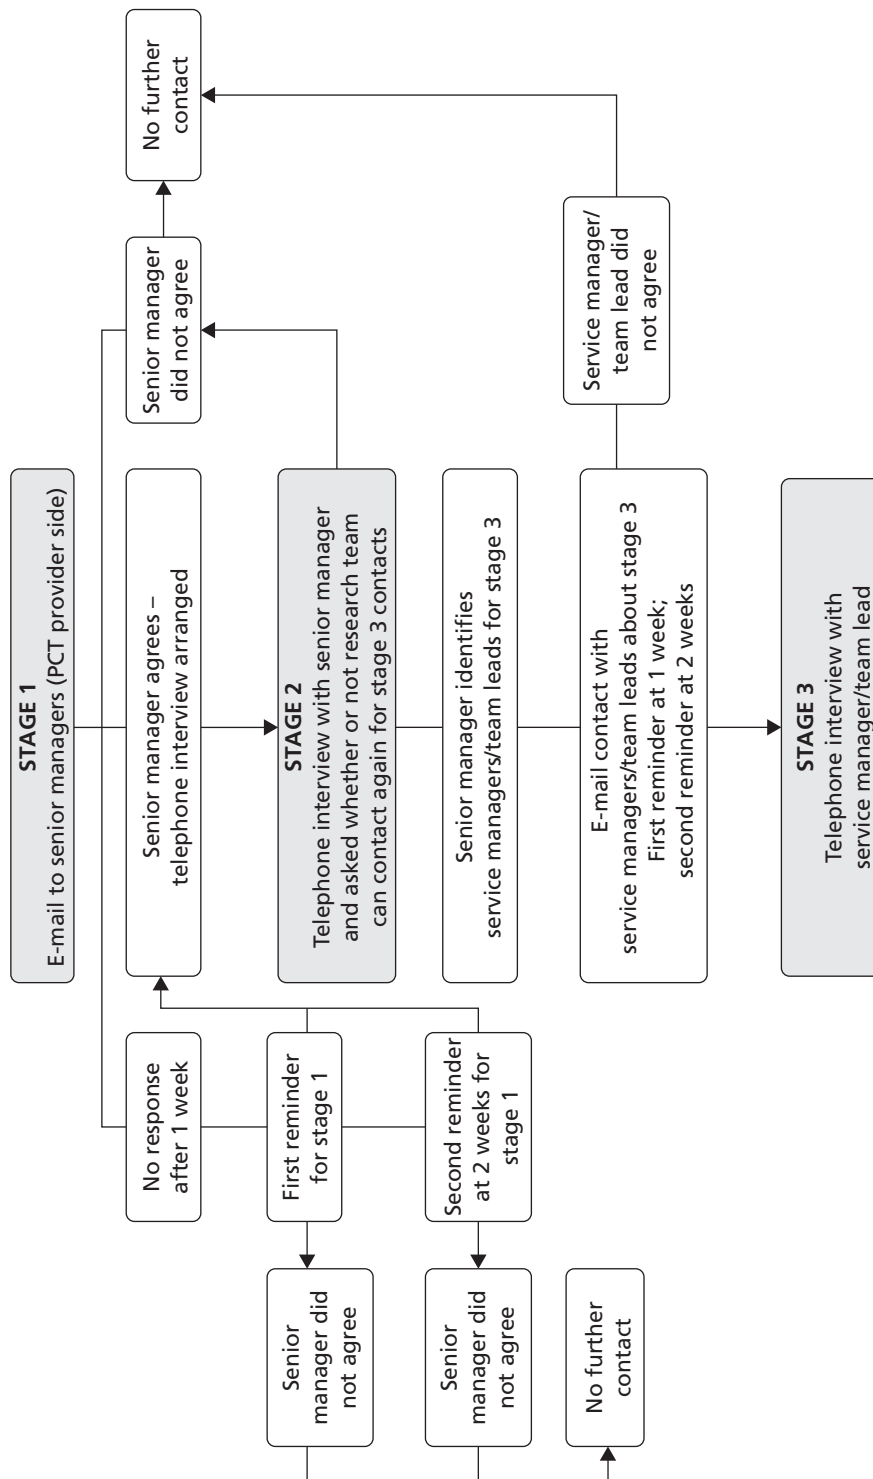 STAGE 1
E-mail to senior managers (PCT provider side)
No response
after 1 week
Senior manager agrees –
telephone interview arranged
Senior manager
did not agree
No further
contact
Senior
manager did
not agree
First reminder
for stage 1
STAGE 2
Telephone interview with senior manager
and asked whether or not research team
can contact again for stage 3 contacts
Senior
manager did
not agree
Second reminder
at 2 weeks for
stage 1
Senior manager identifies
service managers/team leads for stage 3
No further
contact
E-mail contact with
service managers/team leads about stage 3
First reminder at 1 week;
second reminder at 2 weeks
Service manager/
team lead did
not agree
STAGE 3
Telephone interview with
service manager/team lead